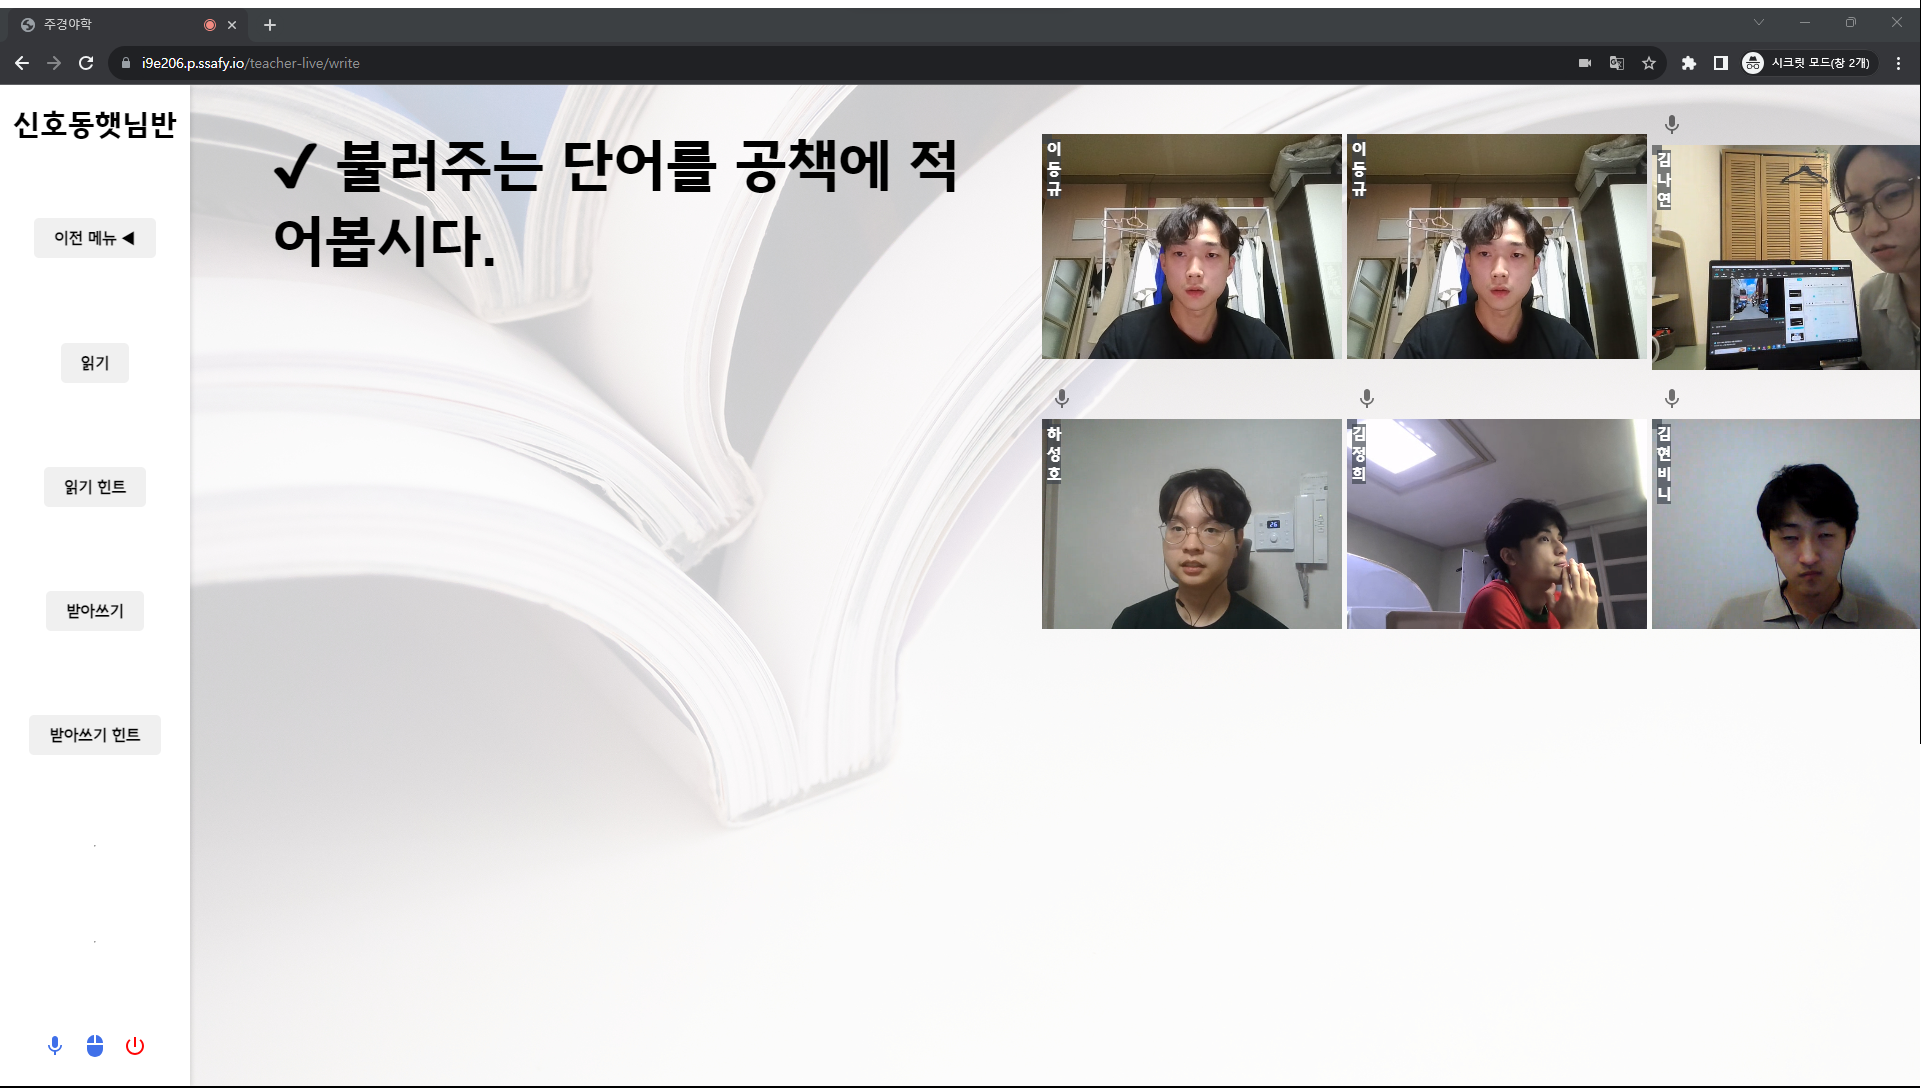 주경야학
i9e206.p.ssafy.io/teacher-live/write
시크릿 모드(창 2개)
신호동햇님반
이전 메뉴 ◀
읽기
읽기 힌트
받아쓰기
받아쓰기 힌트
✓ 불러주는 단어를 공책에 적
어봅시다.
이동규
이동규
김나연
하성호
김정희
김현비니
26